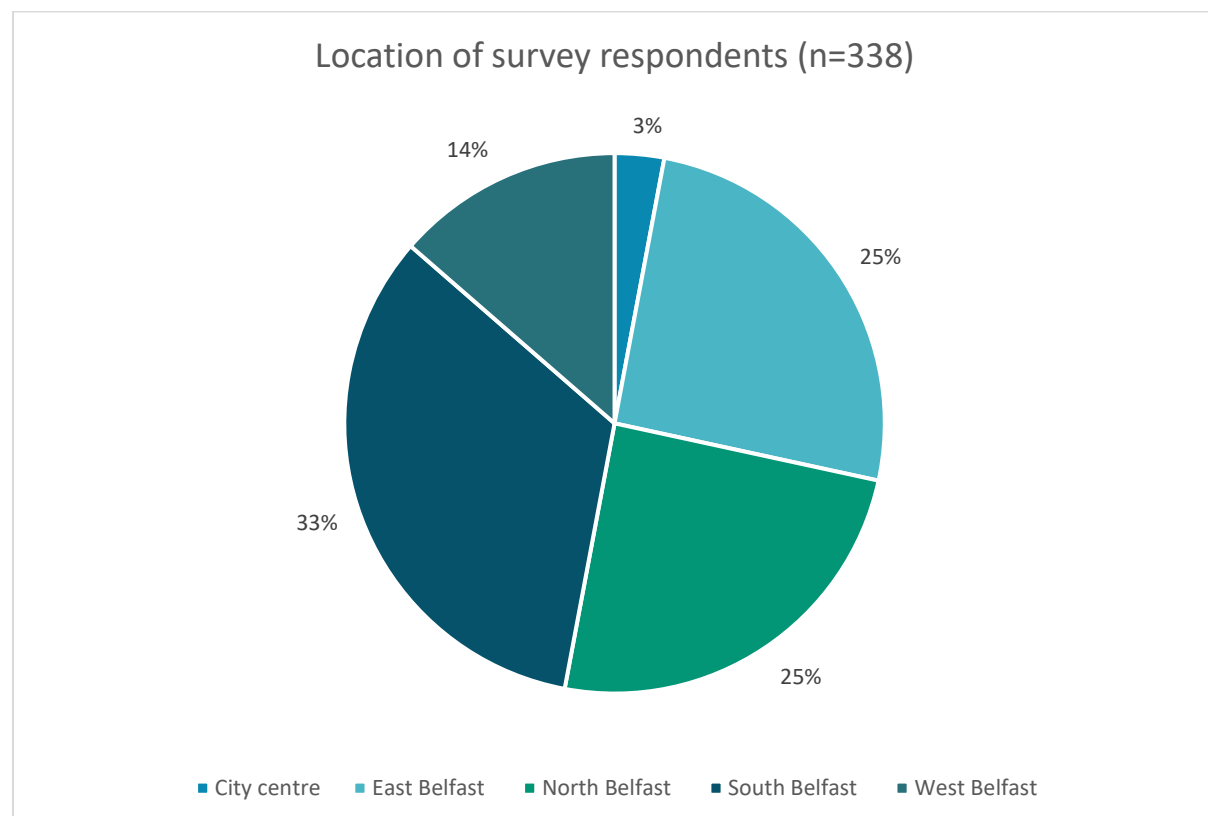 Location of survey respondents (n=338)
3%
14%
25%
33%
25%
City centre East Belfast North Belfast South Belfast West Belfast